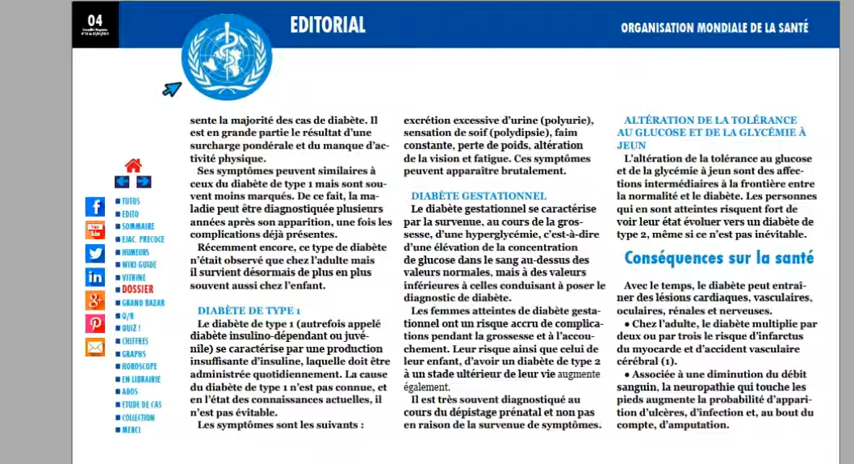 04
EDITORIAL
ORGANISATION MONDIALE DE LA SANTÉ
TUTOS
EDITO
SOMMAIRE
EJAC. PRECOCE
HUMEURS
WIKI GUIDE
VITRINE
DOSSIER
GRAND BAZAR
Q/R
QUIZ !
CHIFFRES
GRAPHS
HOROSCOPE
EN LIBRAIRIE
ADOS
ETUDE DE CAS
COLLECTION
MERCI
sente la majorité des cas de diabète. Il
est en grande partie le résultat d'une
surcharge pondérale et du manque d'ac-
tivité physique.
Ses symptômes peuvent similaires à
ceux du diabète de type 1 mais sont sou-
vent moins marqués. De ce fait, la ma-
ladie peut être diagnostiquée plusieurs
années après son apparition, une fois les
complications déjà présentes.
Récemment encore, ce type de diabète
n'était observé que chez l'adulte mais
il survient désormais de plus en plus
souvent aussi chez l'enfant.
DIABÈTE DE TYPE 1
Le diabète de type 1 (autrefois appelé
diabète insulino-dépendant ou juvé-
nile) se caractérise par une production
insuffisante d'insuline, laquelle doit être
administrée quotidiennement. La cause
du diabète de type 1 n'est pas connue, et
en l'état des connaissances actuelles, il
n'est pas évitable.
Les symptômes sont les suivants :
excrétion excessive d'urine (polyurie),
sensation de soif (polydipsie), faim
constante, perte de poids, altération
de la vision et fatigue. Ces symptômes
peuvent apparaître brutalement.
DIABÈTE GESTATIONNEL
Le diabète gestationnel se caractérise
par la survenue, au cours de la gros-
sesse, d'une hyperglycémie, c'est-à-dire
d'une élevation de la concentration
de glucose dans le sang au-dessus des
valeurs normales, mais à des valeurs
inférieures à celles conduisant à poser le
diagnostic de diabète.
Les femmes atteintes de diabète gesta-
tionnel ont un risque accru de complica-
tions pendant la grossesse et à l'accou-
chement. Leur risque ainsi que celui de
leur enfant, d'avoir un diabète de type 2
à un stade ultérieur de leur vie augmente
également.
Il est très souvent diagnostiqué au
cours du dépistage prénatal et non pas
en raison de la survenue de symptômes.
ALTÉRATION DE LA TOLÉRANCE
AU GLUCOSE ET DE LA GLYCÉMIE À
JEUN
L'altération de la tolérance au glucose
et de la glycémie à jeun sont des affec-
tions intermédiaires à la frontière entre
la normalité et le diabète. Les personnes
qui en sont atteintes risquent fort de
voir leur état évoluer vers un diabète de
type 2, même si ce n'est pas inévitable.
Conséquences sur la santé
Avec le temps, le diabète peut entraî-
ner des lésions cardiaques, vasculaires,
oculaires, rénales et nerveuses.
• Chez l'adulte, le diabète multiplie par
deux ou par trois le risque d'infarctus
du myocarde et d'accident vasculaire
cérébral (1).
• Associée à une diminution du débit
sanguin, la neuropathie qui touche les
pieds augmente la probabilité d'appari-
tion d'ulcères, d'infection et, au bout du
compte, d'amputation.